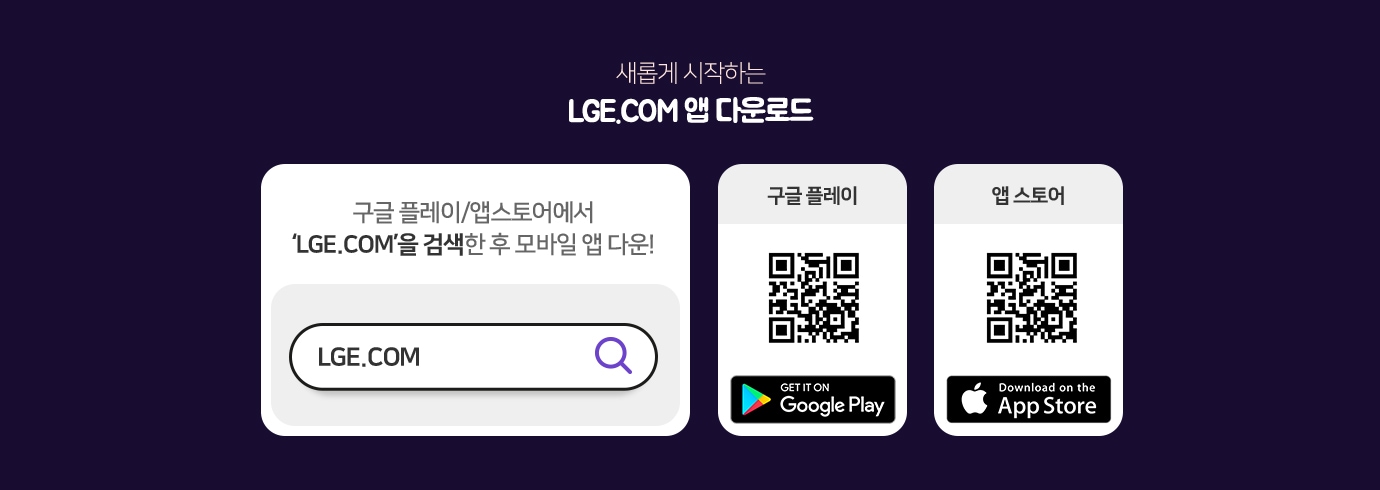 새롭게 시작하는
LGE.COM 앱 다운로드
구글 플레이/앱스토어에서
‘LGE.COM’을 검색한 후 모바일 앱 다운!
LGE.COM
구글 플레이
GET IT ON
Google Play
앱 스토어
Download on the
App Store